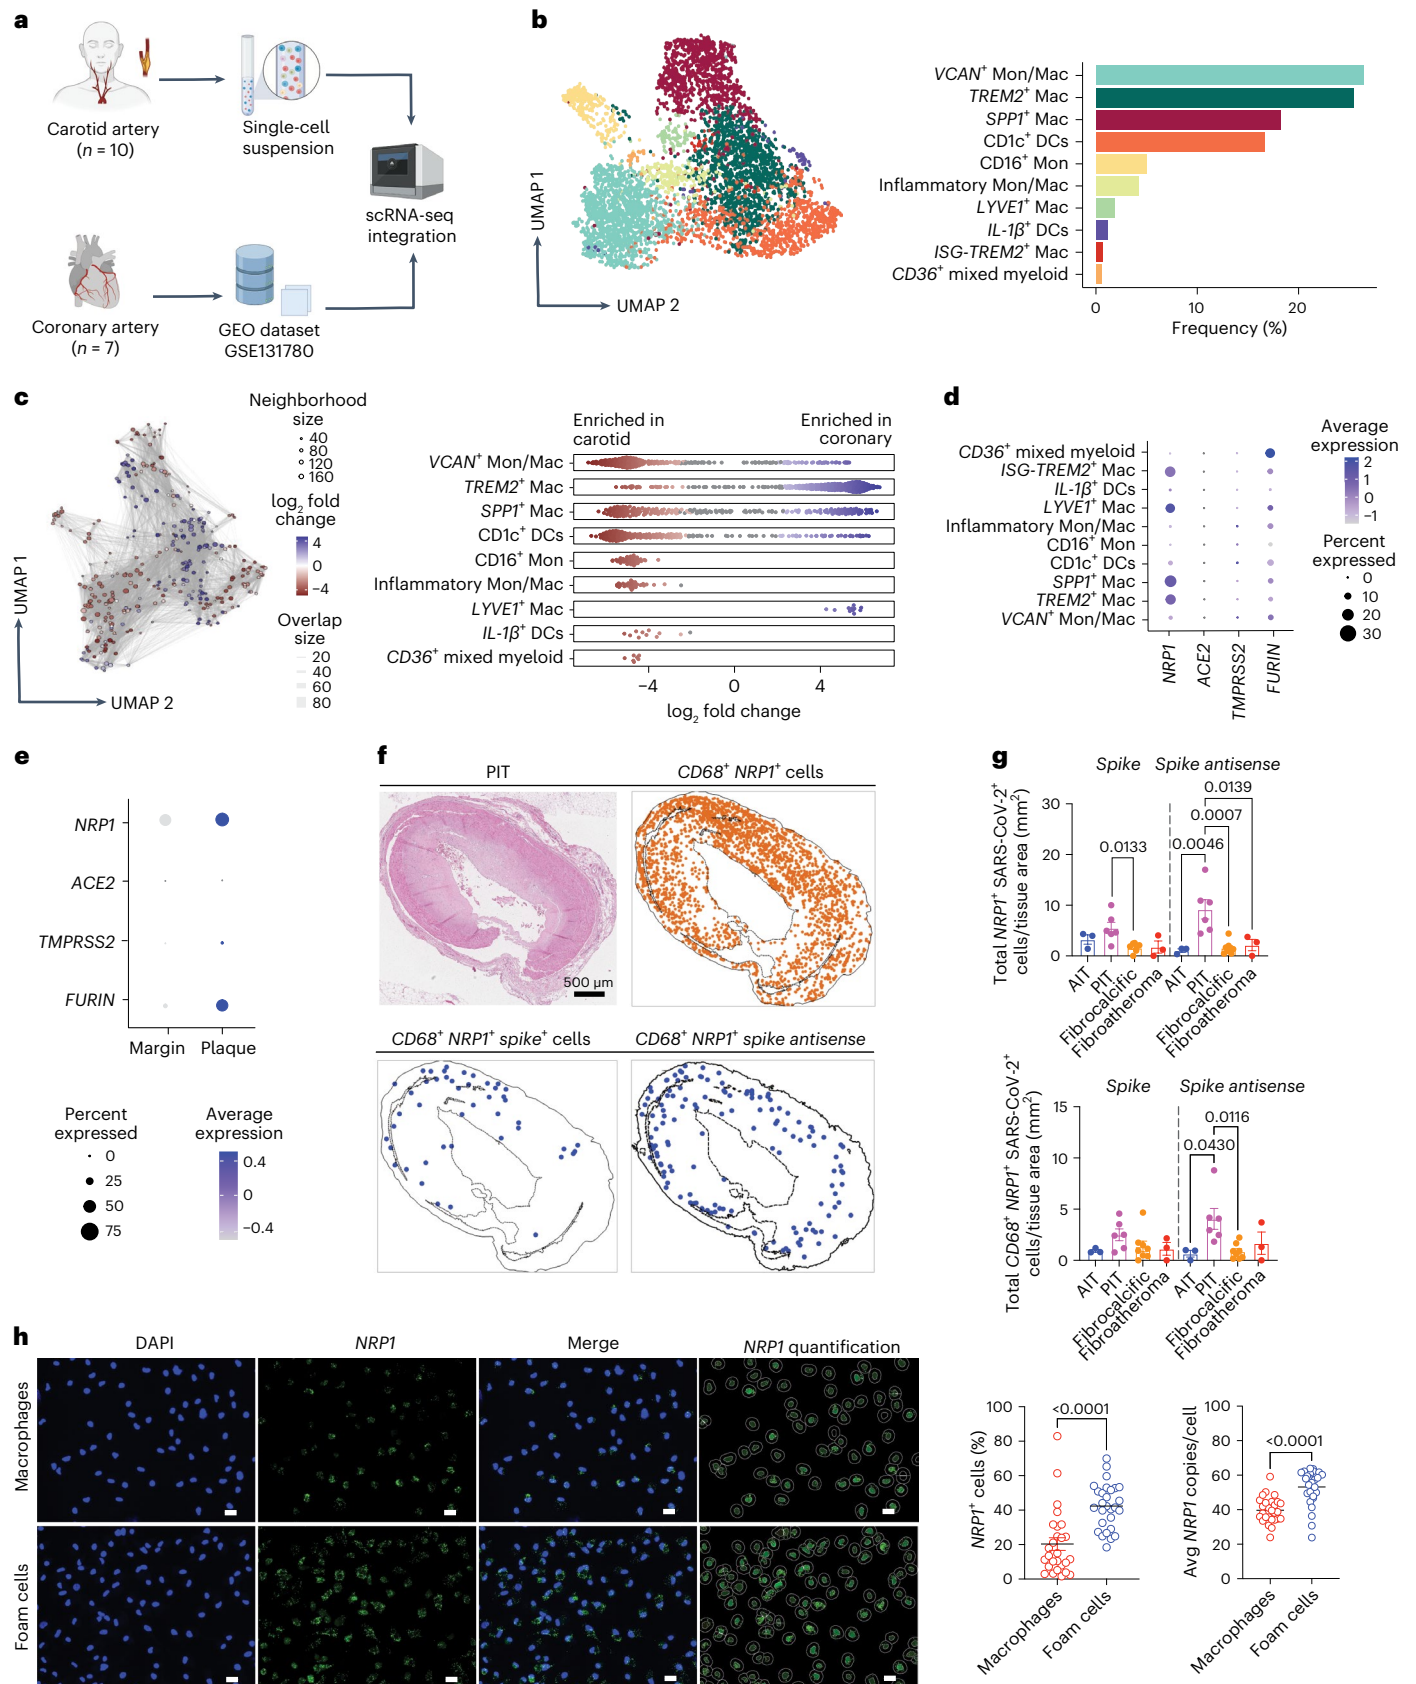 a
Carotid artery
(n = 10)
Single-cell
suspension
scRNA-seq
integration
Coronary artery
(n = 7)
GEO dataset
GSE131780
b
UMAP 1
UMAP 2
VCAN+ Mon/Mac
TREM2+ Mac
SPP1+ Mac
CD1c+ DCs
CD16+ Mon
Inflammatory Mon/Mac
LYVE1+ Mac
IL-1β+ DCs
ISG-TREM2+ Mac
CD36+ mixed myeloid
0 10 20
Frequency (%)
c
UMAP 1
UMAP 2
Neighborhood
size
40
80
120
160
log2 fold
change
4
0
−4
Overlap
size
20
40
60
80
Enriched in
carotid
Enriched in
coronary
VCAN+ Mon/Mac
TREM2+ Mac
SPP1+ Mac
CD1c+ DCs
CD16+ Mon
Inflammatory Mon/Mac
LYVE1+ Mac
IL-1β+ DCs
CD36+ mixed myeloid
−4 0 4
log2 fold change
d
CD36+ mixed myeloid
ISG-TREM2+ Mac
IL-1β+ DCs
LYVE1+ Mac
Inflammatory Mon/Mac
CD16+ Mon
CD1c+ DCs
SPP1+ Mac
TREM2+ Mac
VCAN+ Mon/Mac
NRP1
ACE2
TMPRSS2
FURIN
Average
expression
2
1
0
−1
Percent
expressed
0
10
20
30
e
NRP1
ACE2
TMPRSS2
FURIN
Margin Plaque
Percent
expressed
0
25
50
75
Average
expression
0.4
0
−0.4
f
PIT
CD68+ NRP1+ cells
500 µm
CD68+ NRP1+ spike+ cells
CD68+ NRP1+ spike antisense
g
Spike Spike antisense
Total NRP1+ SARS-CoV-2+
cells/tissue area (mm2)
30
20
10
0
0.0133
0.0046
0.0007
0.0139
AIT
PIT
Fibrocalcific
Fibroatheroma
AIT
PIT
Fibrocalcific
Fibroatheroma
Spike Spike antisense
Total CD68+ NRP1+ SARS-CoV-2+
cells/tissue area (mm2)
15
10
5
0
0.0430
0.0116
AIT
PIT
Fibrocalcific
Fibroatheroma
AIT
PIT
Fibrocalcific
Fibroatheroma
h
DAPI
NRP1
Merge
NRP1 quantification
Macrophages
Foam cells
NRP1+ cells (%)
100
80
60
40
20
0
<0.0001
Macrophages
Foam cells
Avg NRP1 copies/cell
100
80
60
40
20
0
<0.0001
Macrophages
Foam cells